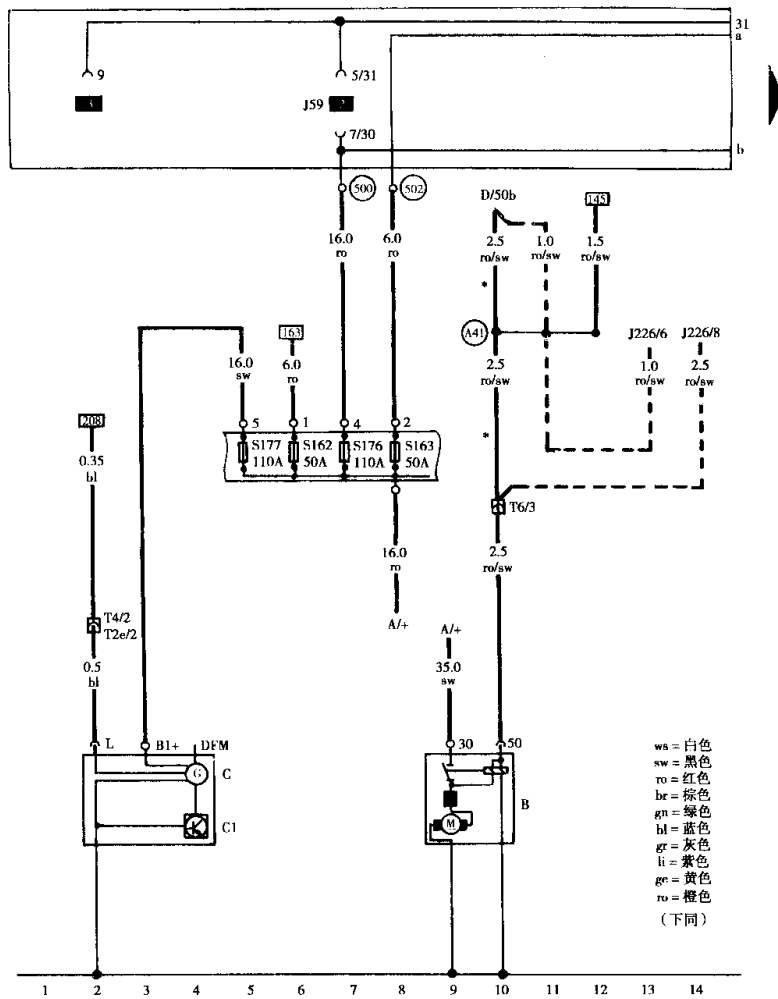 31
a
9
5/31
3
J59
2
7/30
b
500
502
D/50b
145
16.0
ro
6.0
ro
2.5
ro/sw
1.0
ro/sw
1.5
ro/sw
*
163
A41
J226/6
J226/8
16.0
sw
6.0
ro
2.5
ro/sw
1.0
ro/sw
2.5
ro/sw
*
208
5
1
4
2
S177
110A
S162
50A
S176
110A
S163
50A
0.35
bl
T6/3
16.0
ro
2.5
ro/sw
A/+
A/+
T4/2
T2e/2
0.5
bl
35.0
sw
L
B1+
DFM
30
50
G
C
C1
M
B
ws = 白色
sw = 黑色
ro = 红色
br = 棕色
gn = 绿色
bl = 蓝色
gr = 灰色
li = 紫色
ge = 黄色
ro = 橙色
(下同)
1 2 3 4 5 6 7 8 9 10 11 12 13 14